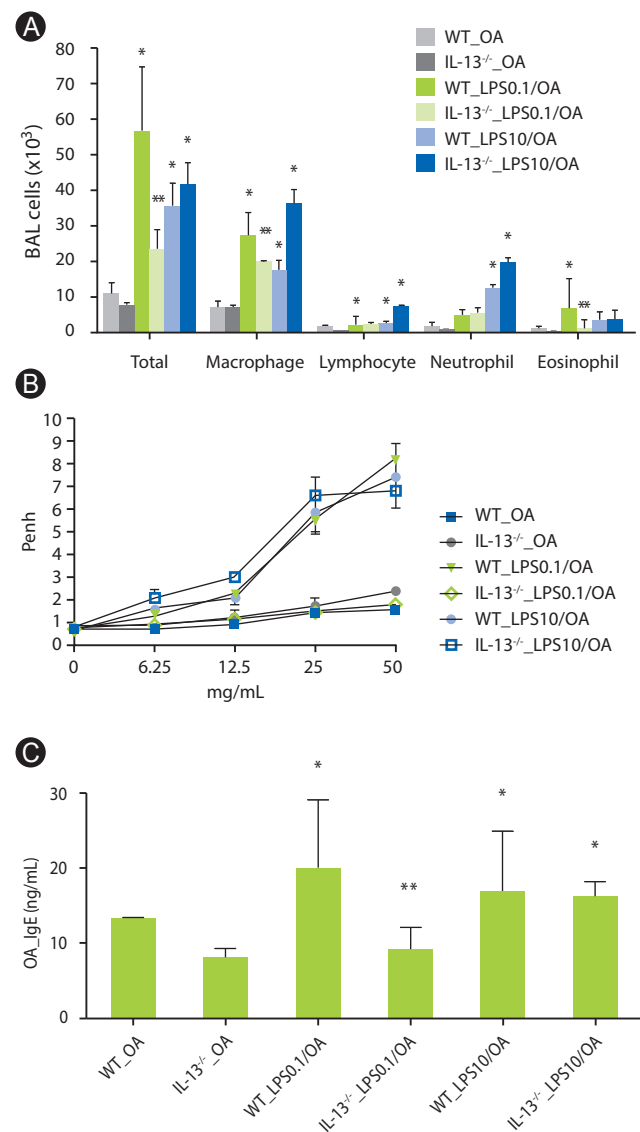 A
WT_OA
IL-13-/-_OA
WT_LPS0.1/OA
IL-13-/-_LPS0.1/OA
WT_LPS10/OA
IL-13-/-_LPS10/OA
BAL cells (x10³)
80
70
60
50
40
30
20
10
0
* ** * *
* ** * *
* * *
* *
* **
Total Macrophage Lymphocyte Neutrophil Eosinophil
B
Penh
10
9
8
7
6
5
4
3
2
1
0
0 6.25 12.5 25 50
mg/mL
WT_OA
IL-13-/-_OA
WT_LPS0.1/OA
IL-13-/-_LPS0.1/OA
WT_LPS10/OA
IL-13-/-_LPS10/OA
C
OA_IgE (ng/mL)
30
20
10
0
* ** * *
WT_OA
IL-13-/-_OA
WT_LPS0.1/OA
IL-13-/-_LPS0.1/OA
WT_LPS10/OA
IL-13-/-_LPS10/OA